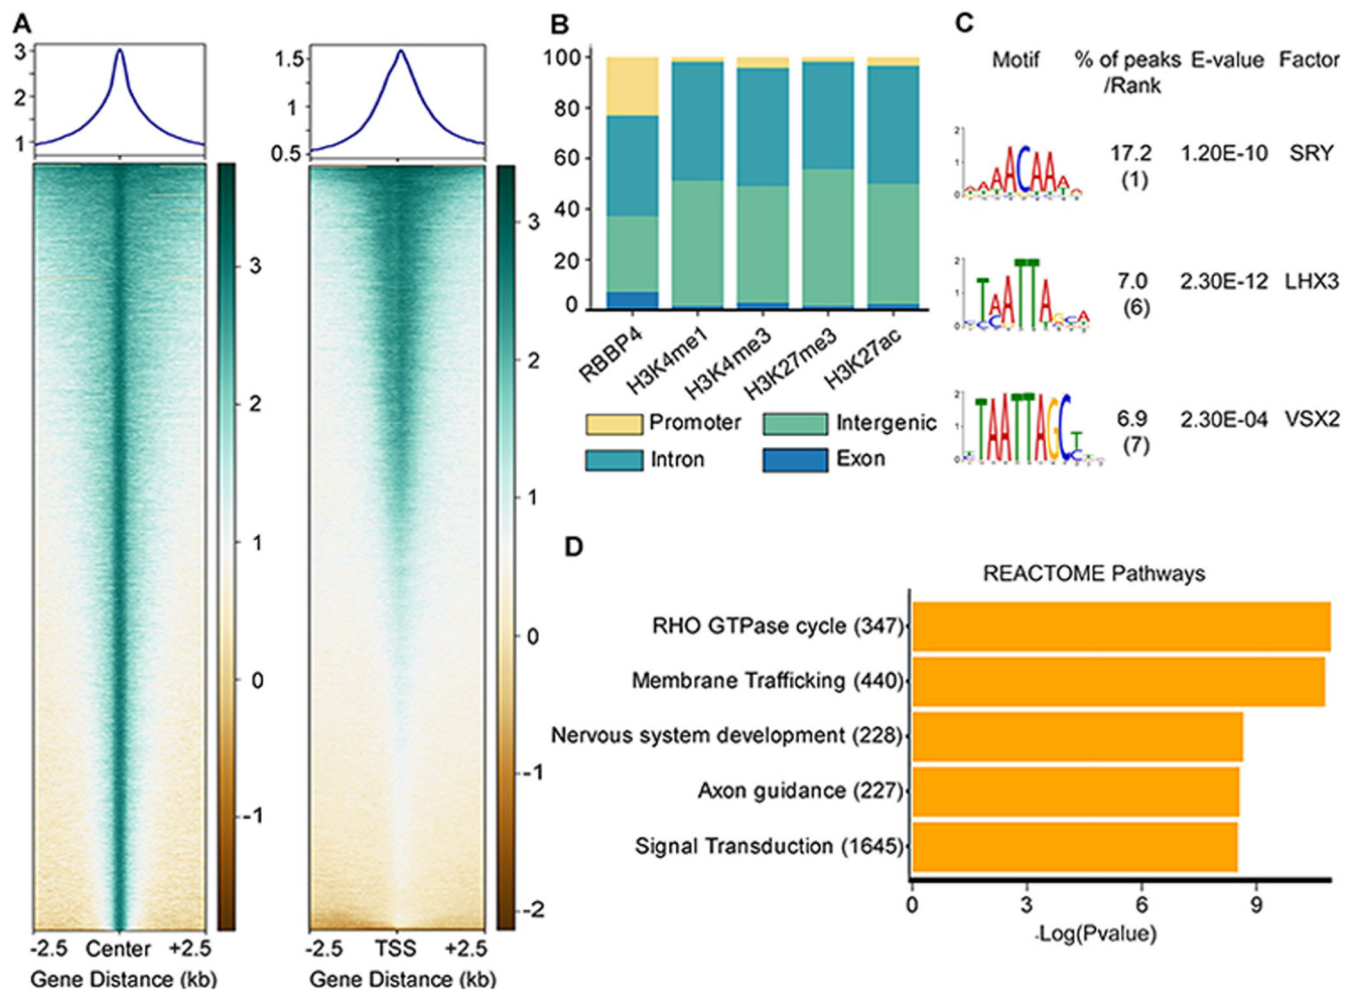 A
3
2
1
1.5
1
0.5
3
2
1
0
-1
3
2
1
0
-1
-2
-2.5 Center +2.5
Gene Distance (kb)
-2.5 TSS +2.5
Gene Distance (kb)
B
100
80
60
40
20
0
RBBP4
H3K4me1
H3K4me3
H3K27me3
H3K27ac
Promoter
Intergenic
Intron
Exon
C
Motif
% of peaks
/Rank
E-value
Factor
17.2
(1)
1.20E-10
SRY
7.0
(6)
2.30E-12
LHX3
6.9
(7)
2.30E-04
VSX2
D
REACTOME Pathways
RHO GTPase cycle (347)
Membrane Trafficking (440)
Nervous system development (228)
Axon guidance (227)
Signal Transduction (1645)
0 3 6 9
-Log(Pvalue)